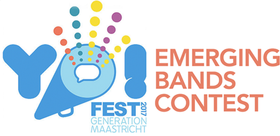 YO!
FEST
2017
GENERATION
MAASTRICHT
EMERGING
BANDS
CONTEST